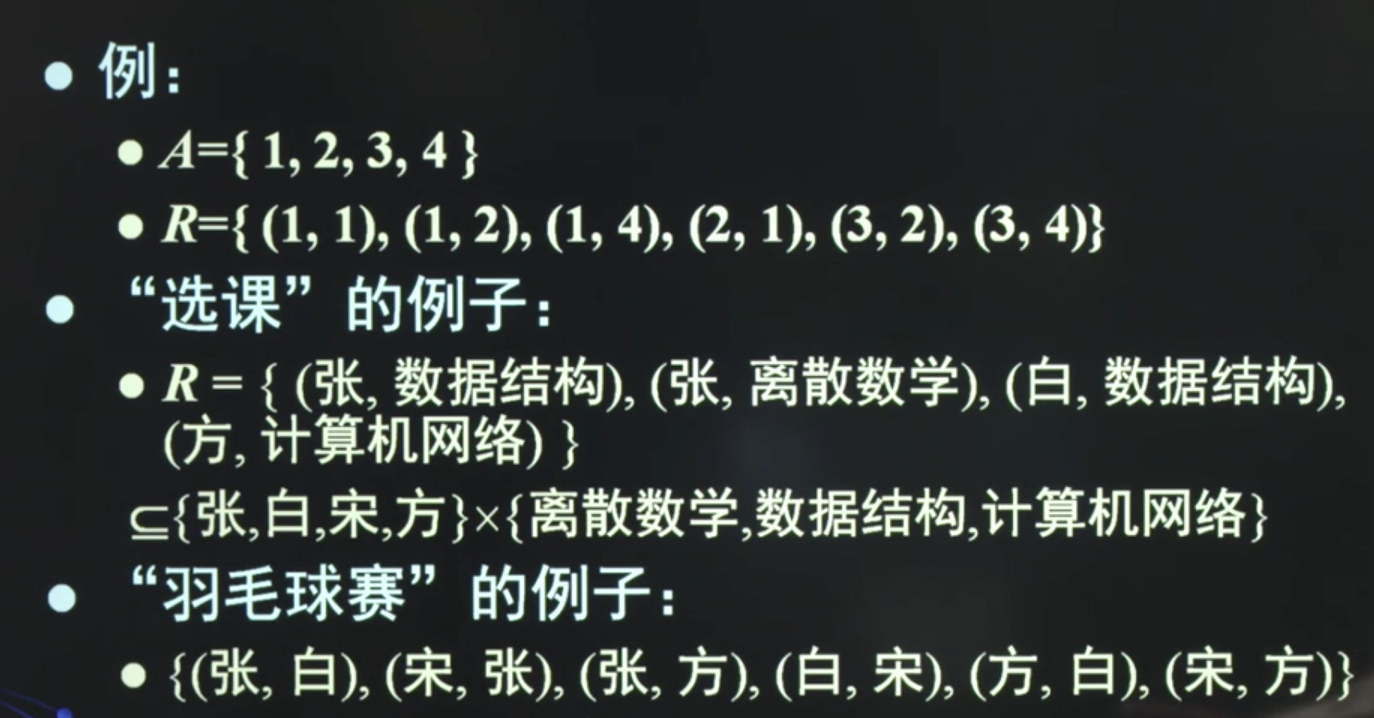 ● 例：
● A={ 1, 2, 3, 4 }
● R={ (1, 1), (1, 2), (1, 4), (2, 1), (3, 2), (3, 4)}
● “选课”的例子：
● R = { (张, 数据结构), (张, 离散数学), (白, 数据结构),
(方, 计算机网络) }
⊆{张,白,宋,方}×{离散数学,数据结构,计算机网络}
● “羽毛球赛”的例子：
● {(张, 白), (宋, 张), (张, 方), (白, 宋), (方, 白), (宋, 方)}